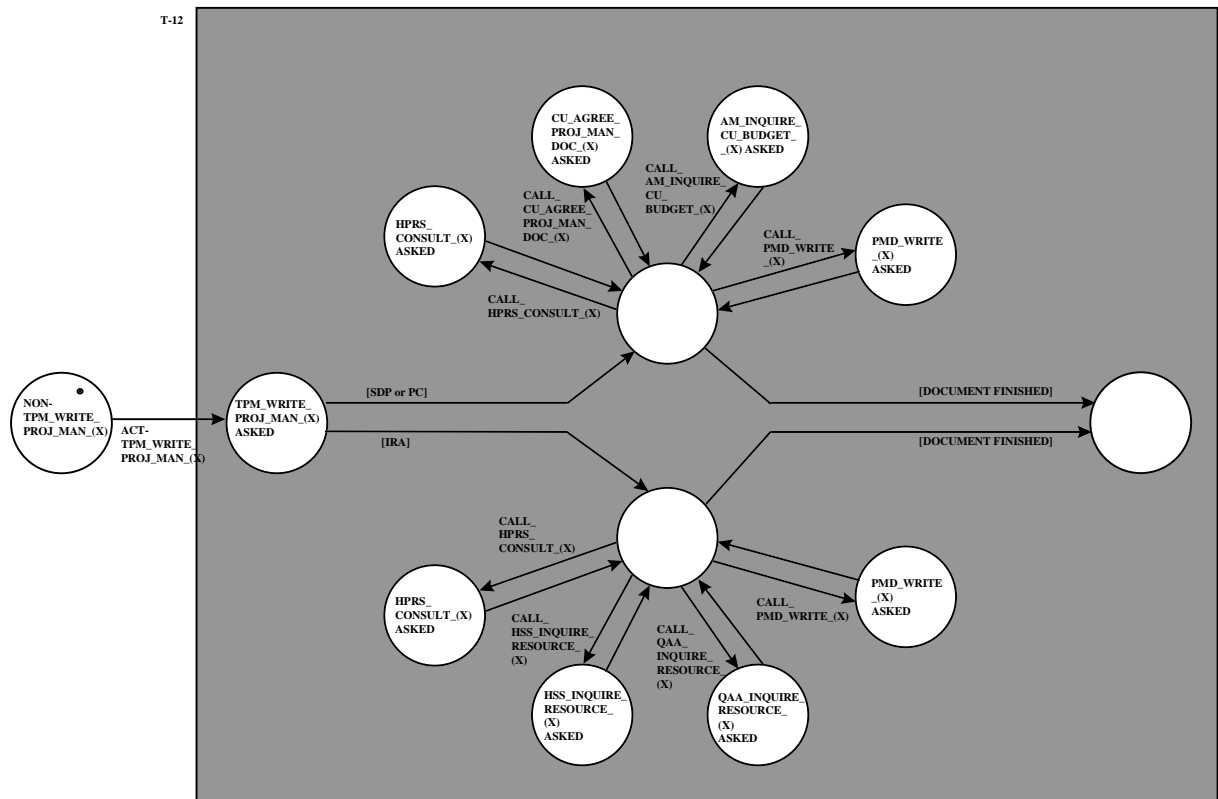 T-12
CU_AGREE_
PROJ_MAN_
DOC_(X)
ASKED
AM_INQUIRE_
CU_BUDGET_
_(X) ASKED
CALL_
AM_INQUIRE_
CU_
BUDGET_(X)
CALL_
CU_AGREE_
PROJ_MAN_
DOC_(X)
HPRS_
CONSULT_(X)
ASKED
CALL_
PMD_WRITE
_(X)
PMD_WRITE
_(X)
ASKED
CALL_
HPRS_CONSULT_(X)
NON-
TPM_WRITE_
PROJ_MAN_(X)
ACT-
TPM_WRITE_
PROJ_MAN_(X)
TPM_WRITE_
PROJ_MAN_(X)
ASKED
[SDP or PC]
[IRA]
[DOCUMENT FINISHED]
[DOCUMENT FINISHED]
CALL_
HPRS_
CONSULT_(X)
HPRS_
CONSULT_(X)
ASKED
CALL_
HSS_INQUIRE_
RESOURCE_
(X)
CALL_
QAA_
INQUIRE_
RESOURCE_
(X)
CALL_
PMD_WRITE_(X)
PMD_WRITE
_(X)
ASKED
HSS_INQUIRE_
RESOURCE_
(X)
ASKED
QAA_INQUIRE_
RESOURCE_
(X)
ASKED